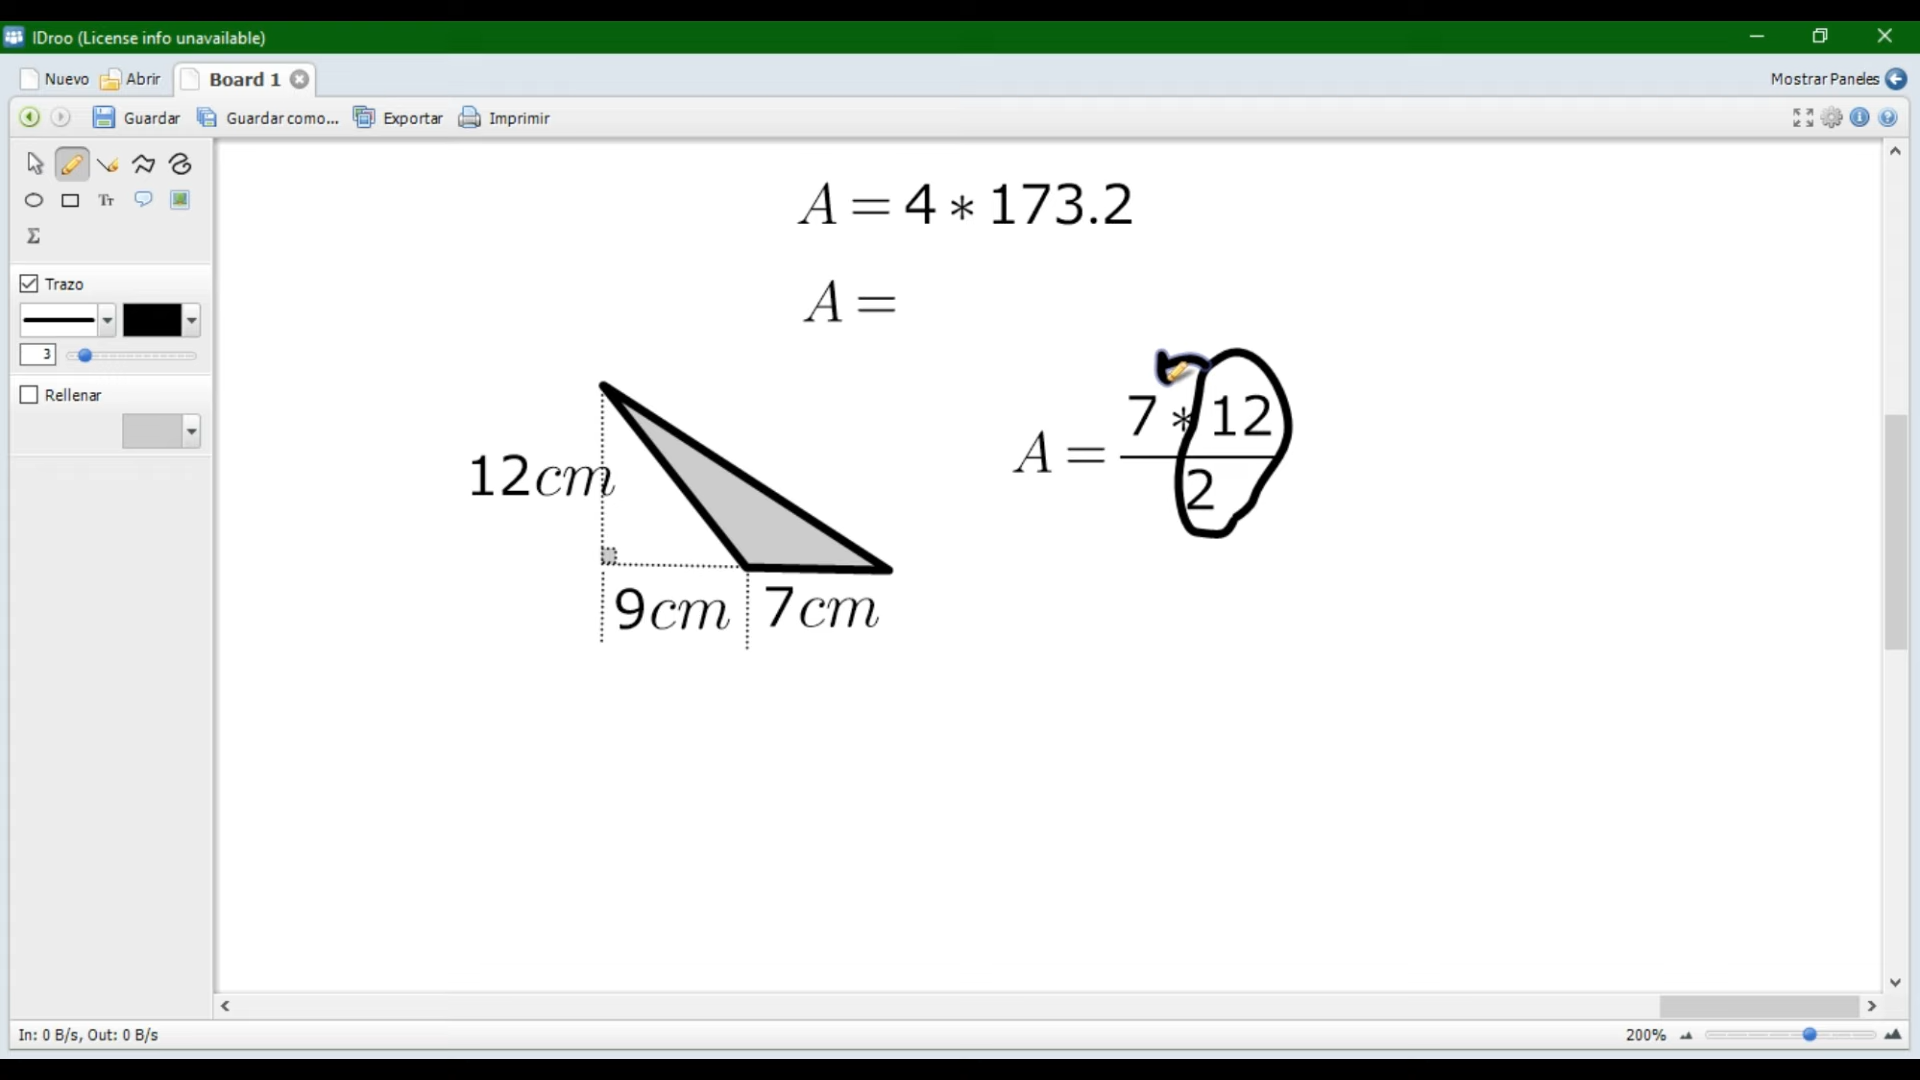 IDroo (License info unavailable)
Nuevo Abrir Board 1 Mostrar Paneles
Guardar Guardar como... Exportar Imprimir
Tr
Σ
Trazo
3
Rellenar
A = 4 * 173.2
A =
A = 7 * 12 / 2
12cm
9cm 7cm
In: 0 B/s, Out: 0 B/s 200%